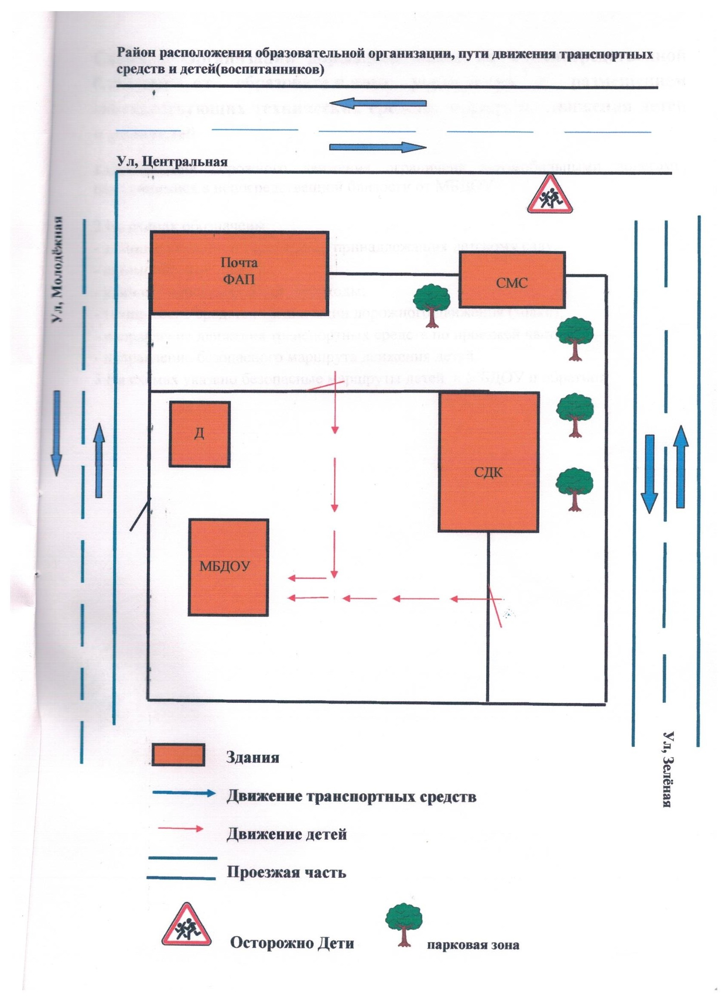 Район расположения образовательной организации, пути движения транспортных
средств и детей(воспитанников)
Ул, Центральная
Ул, Молодёжная
Почта
ФАП
СМС
Д
СДК
МБДОУ
Ул, Зелёная
Здания
Движение транспортных средств
Движение детей
Проезжая часть
Осторожно Дети
парковая зона